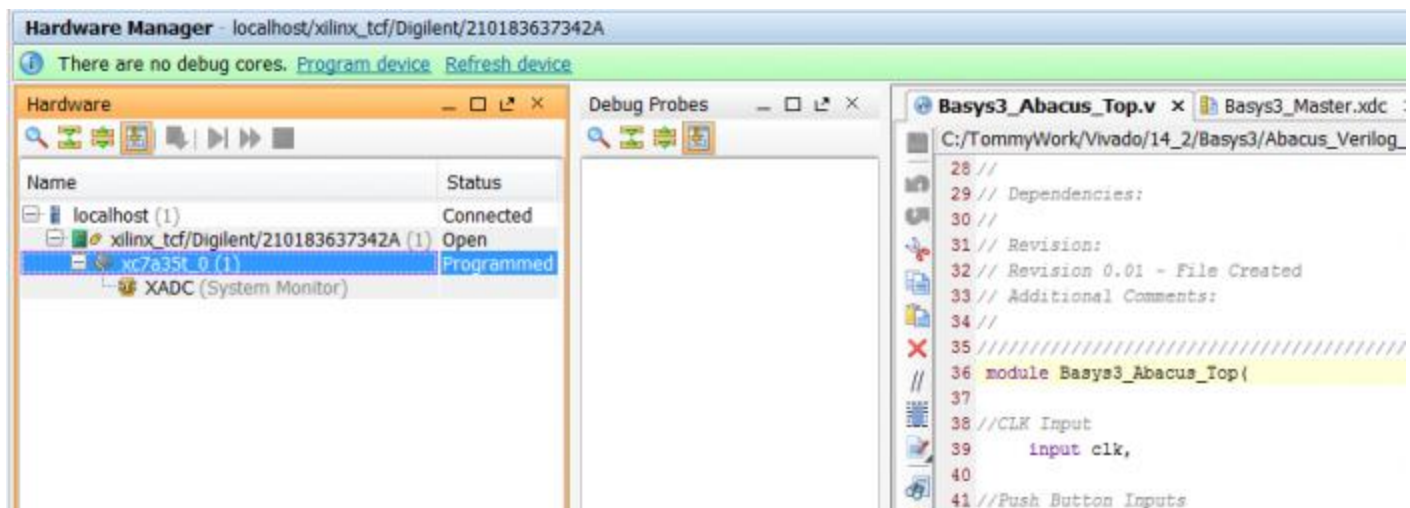 Hardware Manager - localhost/xilinx_tcf/Digilent/210183637342A
There are no debug cores. Program device Refresh device
Hardware
Name Status
localhost (1) Connected
xilinx_tcf/Digilent/210183637342A (1) Open
xc7a35t_0 (1) Programmed
XADC (System Monitor)
Debug Probes
Basys3_Abacus_Top.v Basys3_Master.xdc
C:/TommyWork/Vivado/14_2/Basys3/Abacus_Verilog_
28 //
29 // Dependencies:
30 //
31 // Revision:
32 // Revision 0.01 - File Created
33 // Additional Comments:
34 //
35 //////////////////////////////////////////
36 module Basys3_Abacus_Top(
37
38 //CLK Input
39 input clk,
40
41 //Push Button Inputs